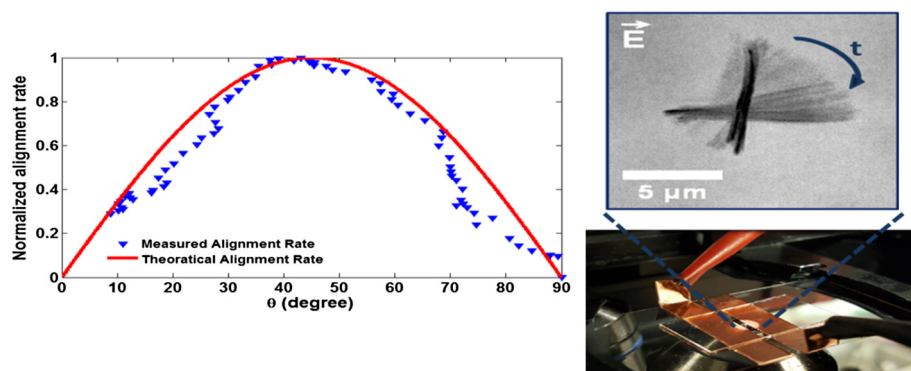 Normalized alignment rate
1
0.8
0.6
0.4
0.2
0
0 10 20 30 40 50 60 70 80 90
θ (degree)
Measured Alignment Rate
Theoratical Alignment Rate
E
t
5 µm